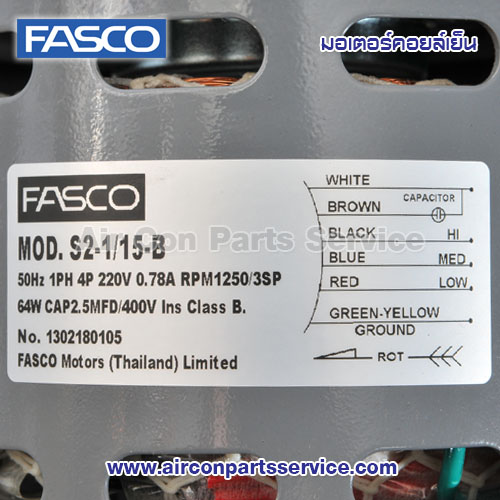 FASCO
มอเตอร์คอยล์เย็น
FASCO
MOD. S2-1/15-B
50Hz 1PH 4P 220V 0.78A RPM1250/3SP
64W CAP2.5MFD/400V Ins Class B.
No. 1302180105
FASCO Motors (Thailand) Limited
WHITE
BROWN CAPACITOR
BLACK HI
BLUE MED
RED LOW
GREEN-YELLOW
GROUND
ROT
Air Con Parts Service
www.airconpartsservice.com